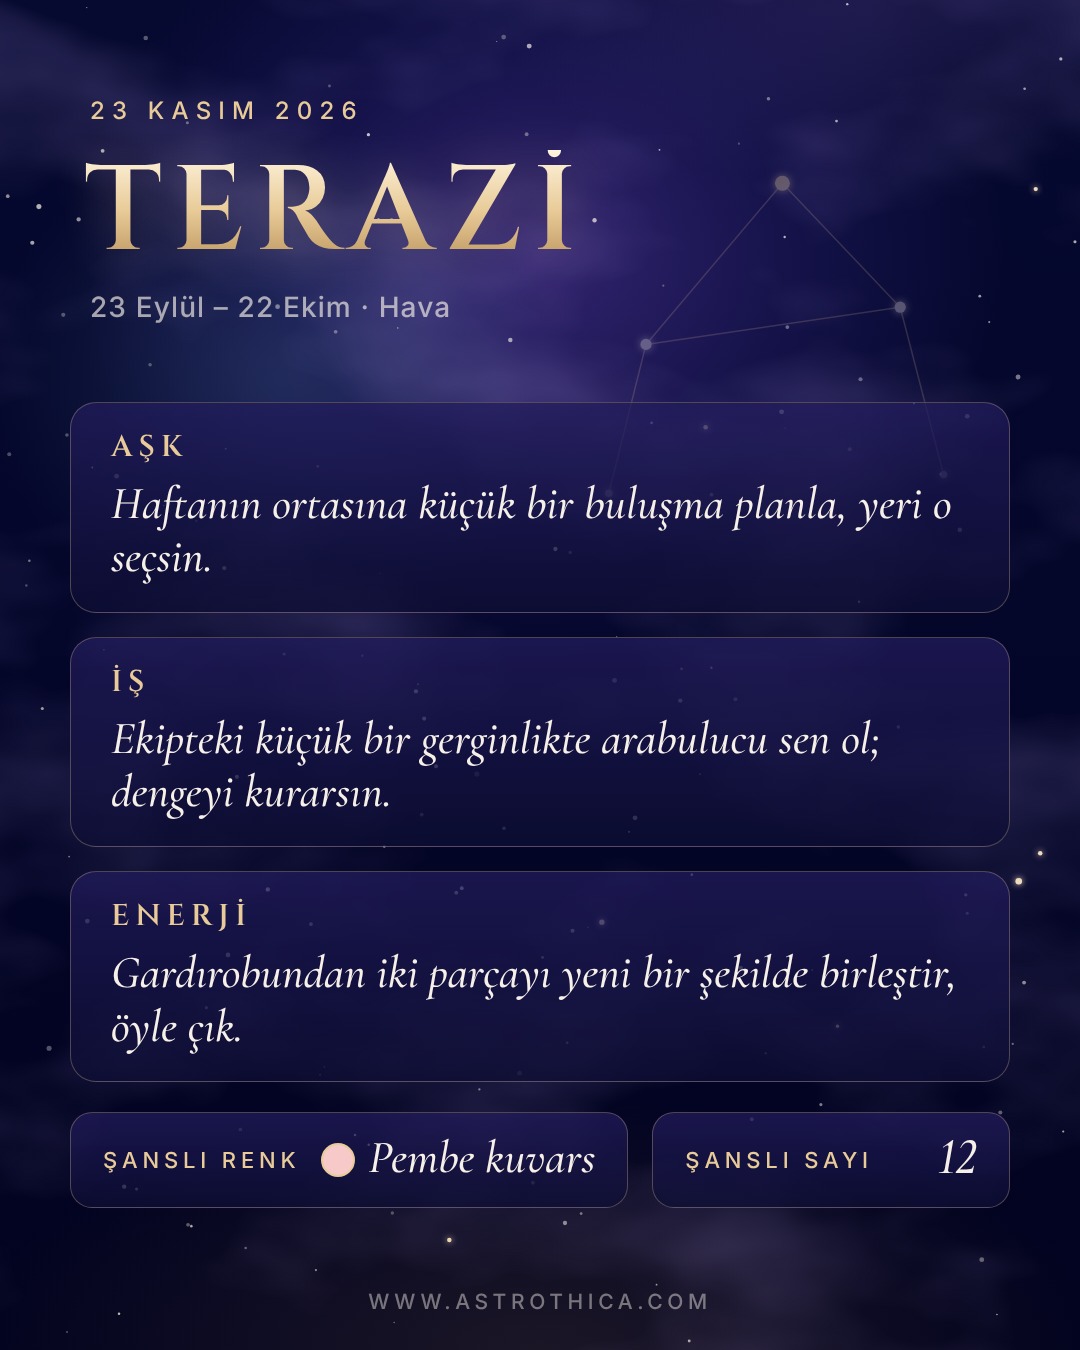 23 KASIM 2026
TERAZİ
23 Eylül – 22 Ekim · Hava
AŞK
Haftanın ortasına küçük bir buluşma planla, yeri o
seçsin.
İŞ
Ekipteki küçük bir gerginlikte arabulucu sen ol;
dengeyi kurarsın.
ENERJİ
Gardırobundan iki parçayı yeni bir şekilde birleştir,
öyle çık.
ŞANSLI RENK Pembe kuvars
ŞANSLI SAYI 12
WWW.ASTROTHICA.COM